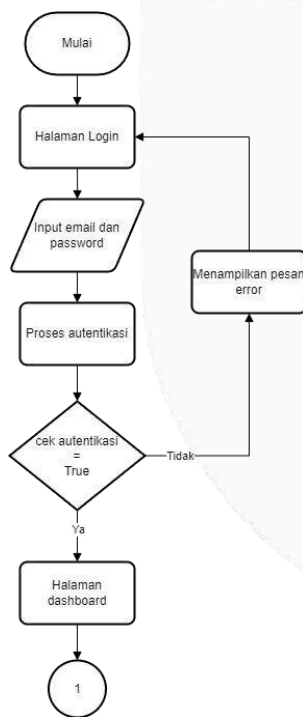 Mulai
Halaman Login
Input email dan
password
Menampilkan pesan
error
Proses autentikasi
cek autentikasi
=
True
Tidak
Ya
Halaman
dashboard
1